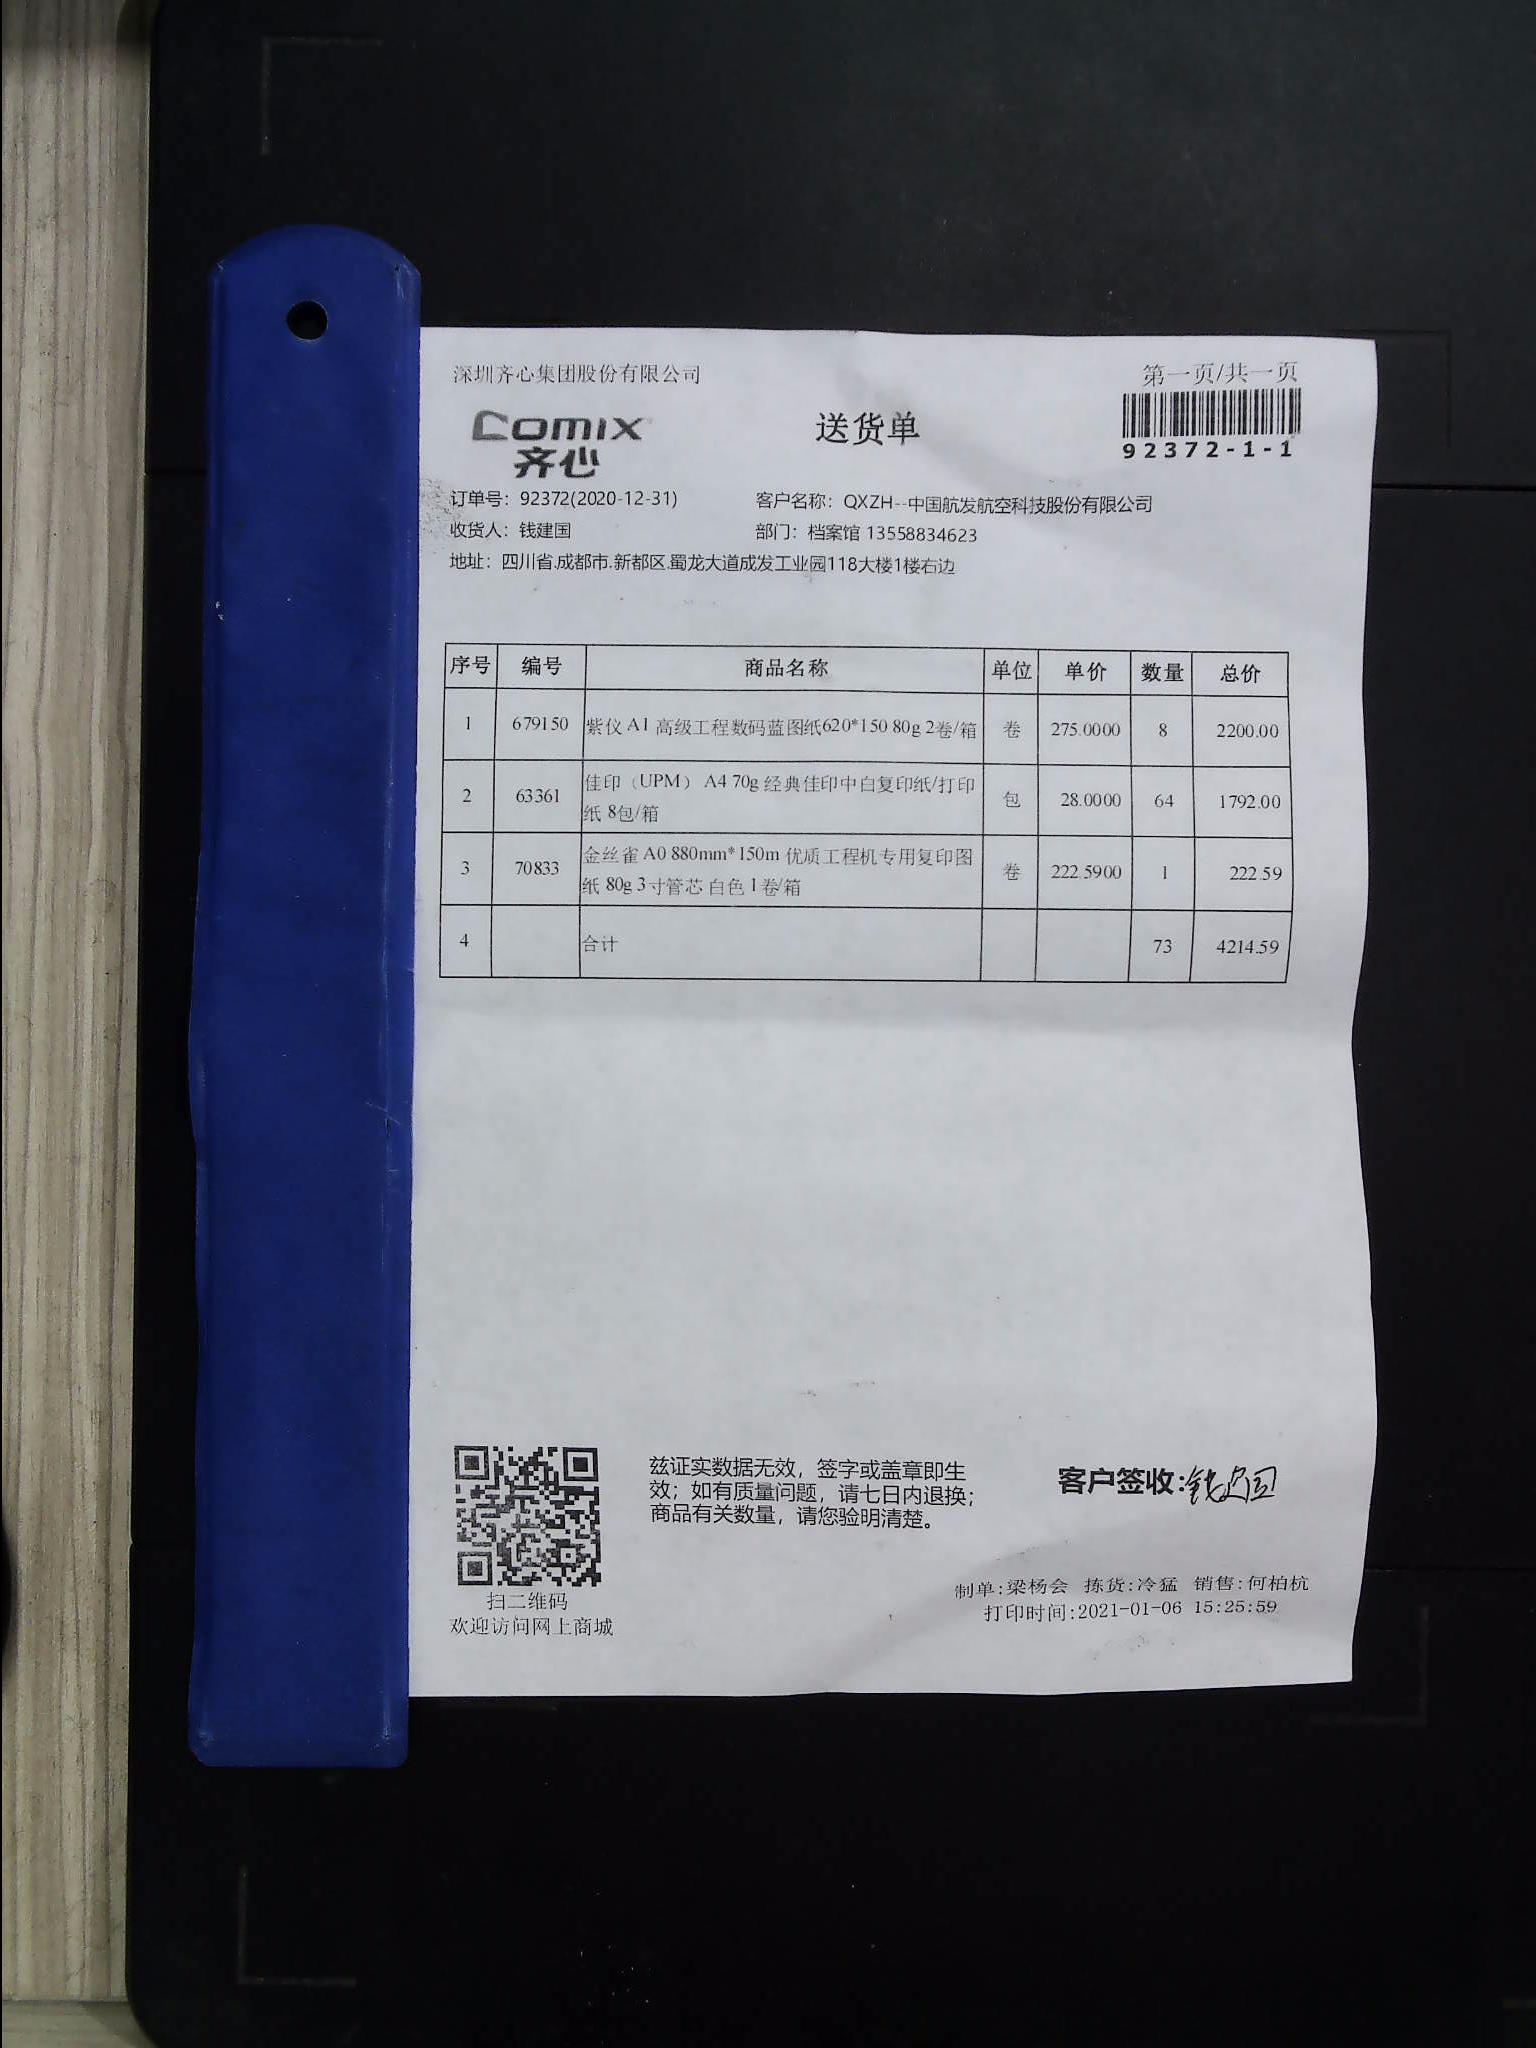 深圳齐心集团股份有限公司
第一页/共一页
Comix
齐心
送货单
92372-1-1
订单号：92372(2020-12-31) 客户名称：QXZH--中国航发航空科技股份有限公司
收货人：钱建国 部门：档案馆 13558834623
地址：四川省.成都市.新都区.蜀龙大道成发工业园118大楼1楼右边
序号 编号 商品名称 单位 单价 数量 总价
1 679150 紫仪 A1 高级工程数码蓝图纸620*150 80g 2卷/箱 卷 275.0000 8 2200.00
2 63361 佳印（UPM） A4 70g 经典佳印中白复印纸/打印
纸 8包/箱 包 28.0000 64 1792.00
3 70833 金丝雀 A0 880mm*150m 优质工程机专用复印图
纸 80g 3寸管芯 白色 1卷/箱 卷 222.5900 1 222.59
4 合计 73 4214.59
兹证实数据无效，签字或盖章即生
效；如有质量问题，请七日内退换；
商品有关数量，请您验明清楚。
客户签收:钱建国
扫二维码
欢迎访问网上商城
制单:梁杨会 拣货:冷猛 销售:何柏杭
打印时间:2021-01-06 15:25:59